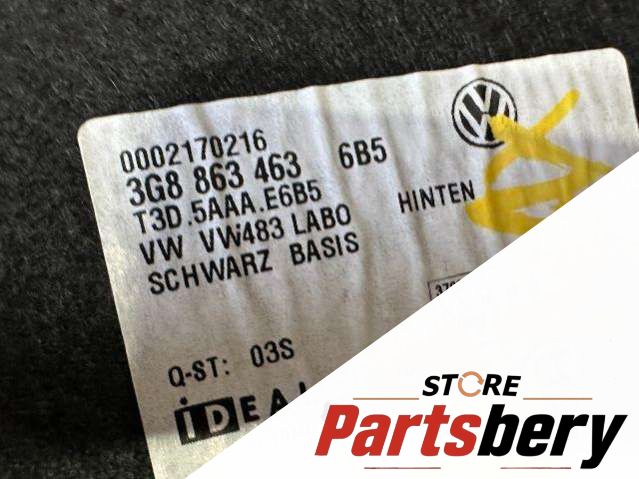 0002170216
3G8 863 463 6B5
T3D.5AAA.E6B5
VW VW483 LABO HINTEN
SCHWARZ BASIS
Q-ST: 03S
STORE
Partsbery